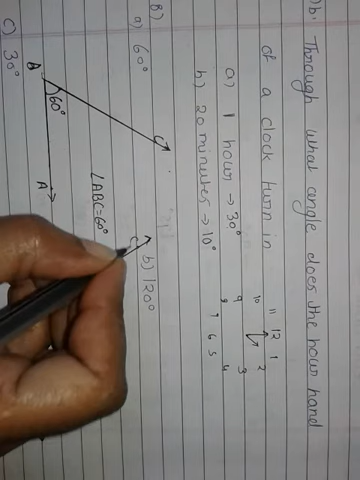 b. Through what angle does the hour hand
of a clock turn in
a) 1 hour → 30°
b) 20 minutes → 10°
11 12 1
10 2
9 3
8 4
7 6 5
B)
a) 60°
b) 120°
C
60°
A
∠ABC=60°
C
c) 30°